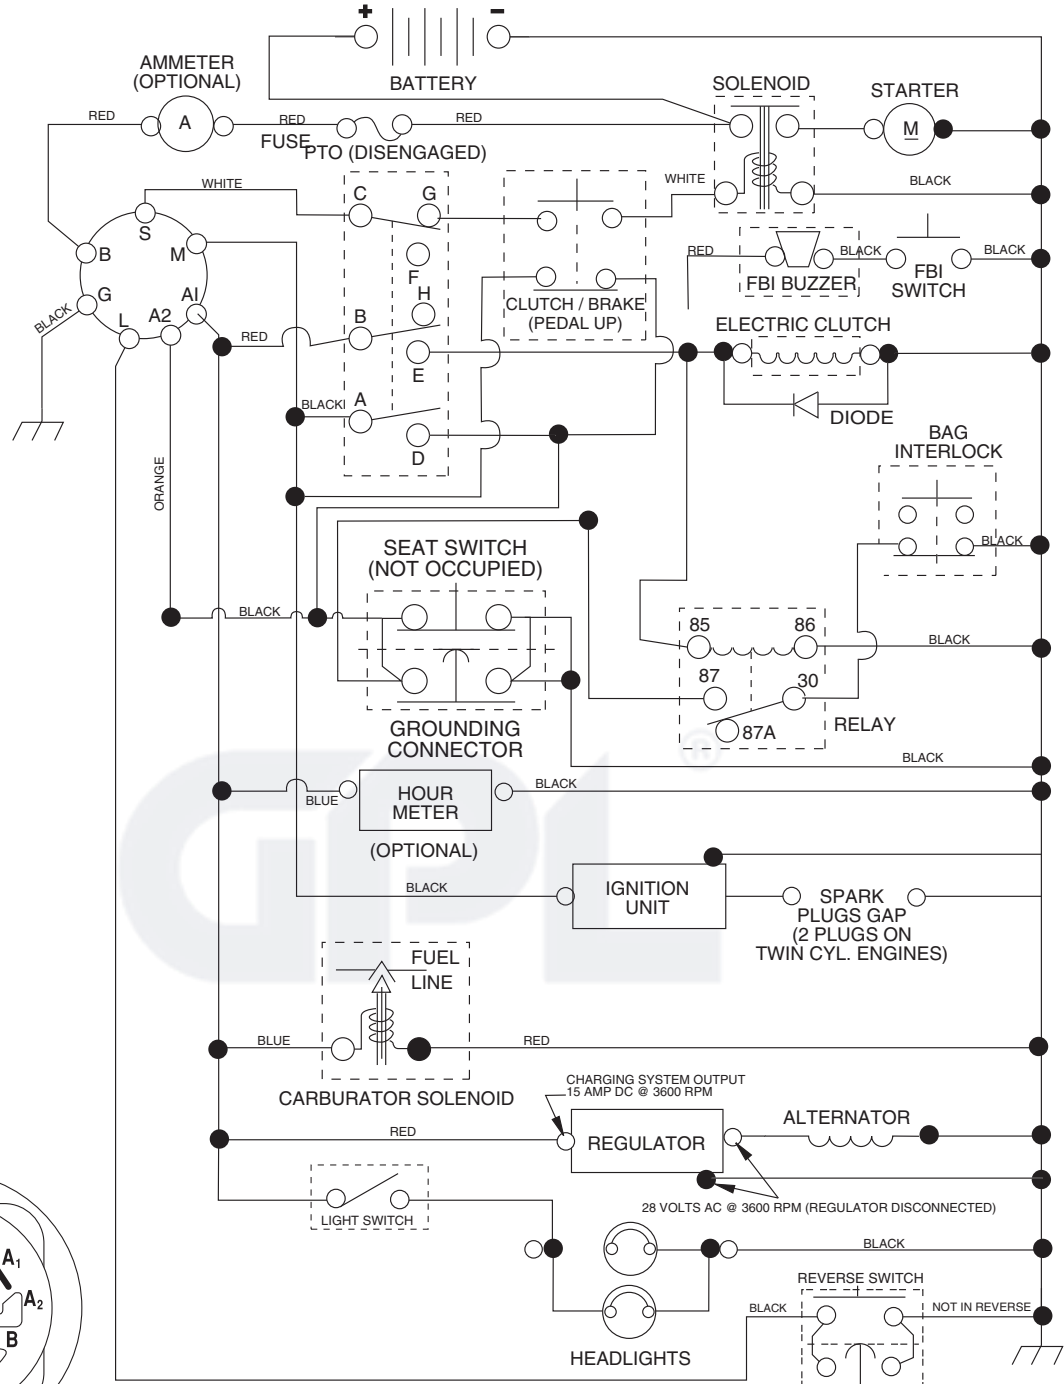 +
−
BATTERY
AMMETER
(OPTIONAL)
RED
A
RED
FUSE
RED
PTO (DISENGAGED)
SOLENOID
STARTER
M
WHITE
WHITE
BLACK
S
B
M
G
A1
L
A2
BLACK
RED
C
G
F
H
B
E
A
D
BLACK
CLUTCH / BRAKE
(PEDAL UP)
RED
BLACK
BLACK
FBI BUZZER
FBI
SWITCH
ELECTRIC CLUTCH
DIODE
BAG
INTERLOCK
BLACK
ORANGE
SEAT SWITCH
(NOT OCCUPIED)
BLACK
85
86
BLACK
87
30
87A
RELAY
GROUNDING
CONNECTOR
BLACK
BLUE
HOUR
METER
BLACK
(OPTIONAL)
GPL
®
BLACK
IGNITION
UNIT
SPARK
PLUGS GAP
(2 PLUGS ON
TWIN CYL. ENGINES)
FUEL
LINE
BLUE
RED
CARBURATOR SOLENOID
CHARGING SYSTEM OUTPUT
15 AMP DC @ 3600 RPM
RED
REGULATOR
ALTERNATOR
28 VOLTS AC @ 3600 RPM (REGULATOR DISCONNECTED)
LIGHT SWITCH
BLACK
HEADLIGHTS
REVERSE SWITCH
BLACK
NOT IN REVERSE
A1
A2
B